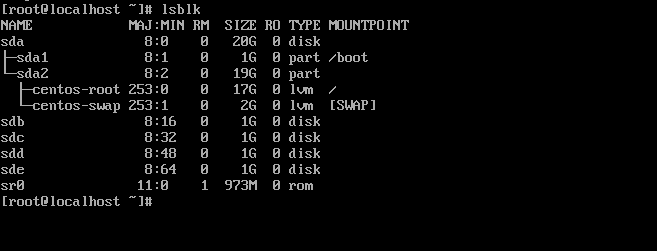 [root@localhost ~]# lsblk
NAME            MAJ:MIN RM  SIZE RO TYPE MOUNTPOINT
sda               8:0    0   20G  0 disk
├─sda1            8:1    0    1G  0 part /boot
└─sda2            8:2    0   19G  0 part
  ├─centos-root 253:0    0   17G  0 lvm  /
  └─centos-swap 253:1    0    2G  0 lvm  [SWAP]
sdb               8:16   0    1G  0 disk
sdc               8:32   0    1G  0 disk
sdd               8:48   0    1G  0 disk
sde               8:64   0    1G  0 disk
sr0              11:0    1  973M  0 rom
[root@localhost ~]#